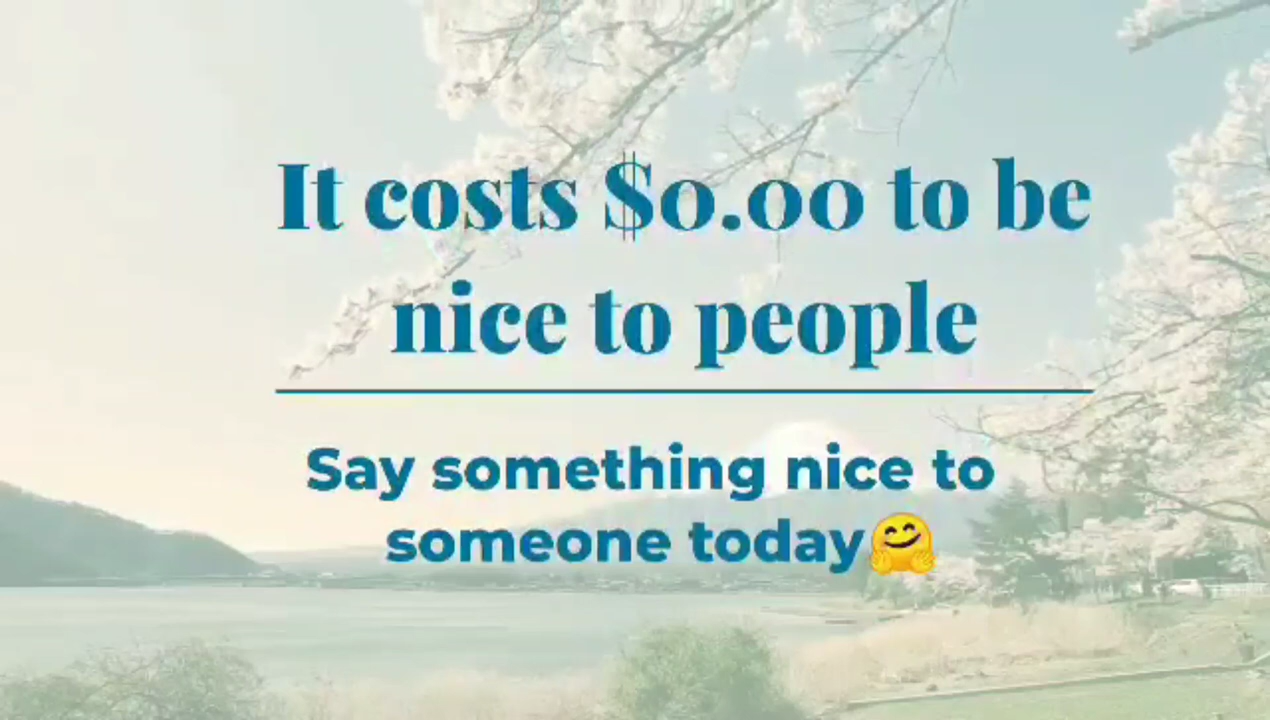 It costs $0.00 to be
nice to people
Say something nice to
someone today🤗